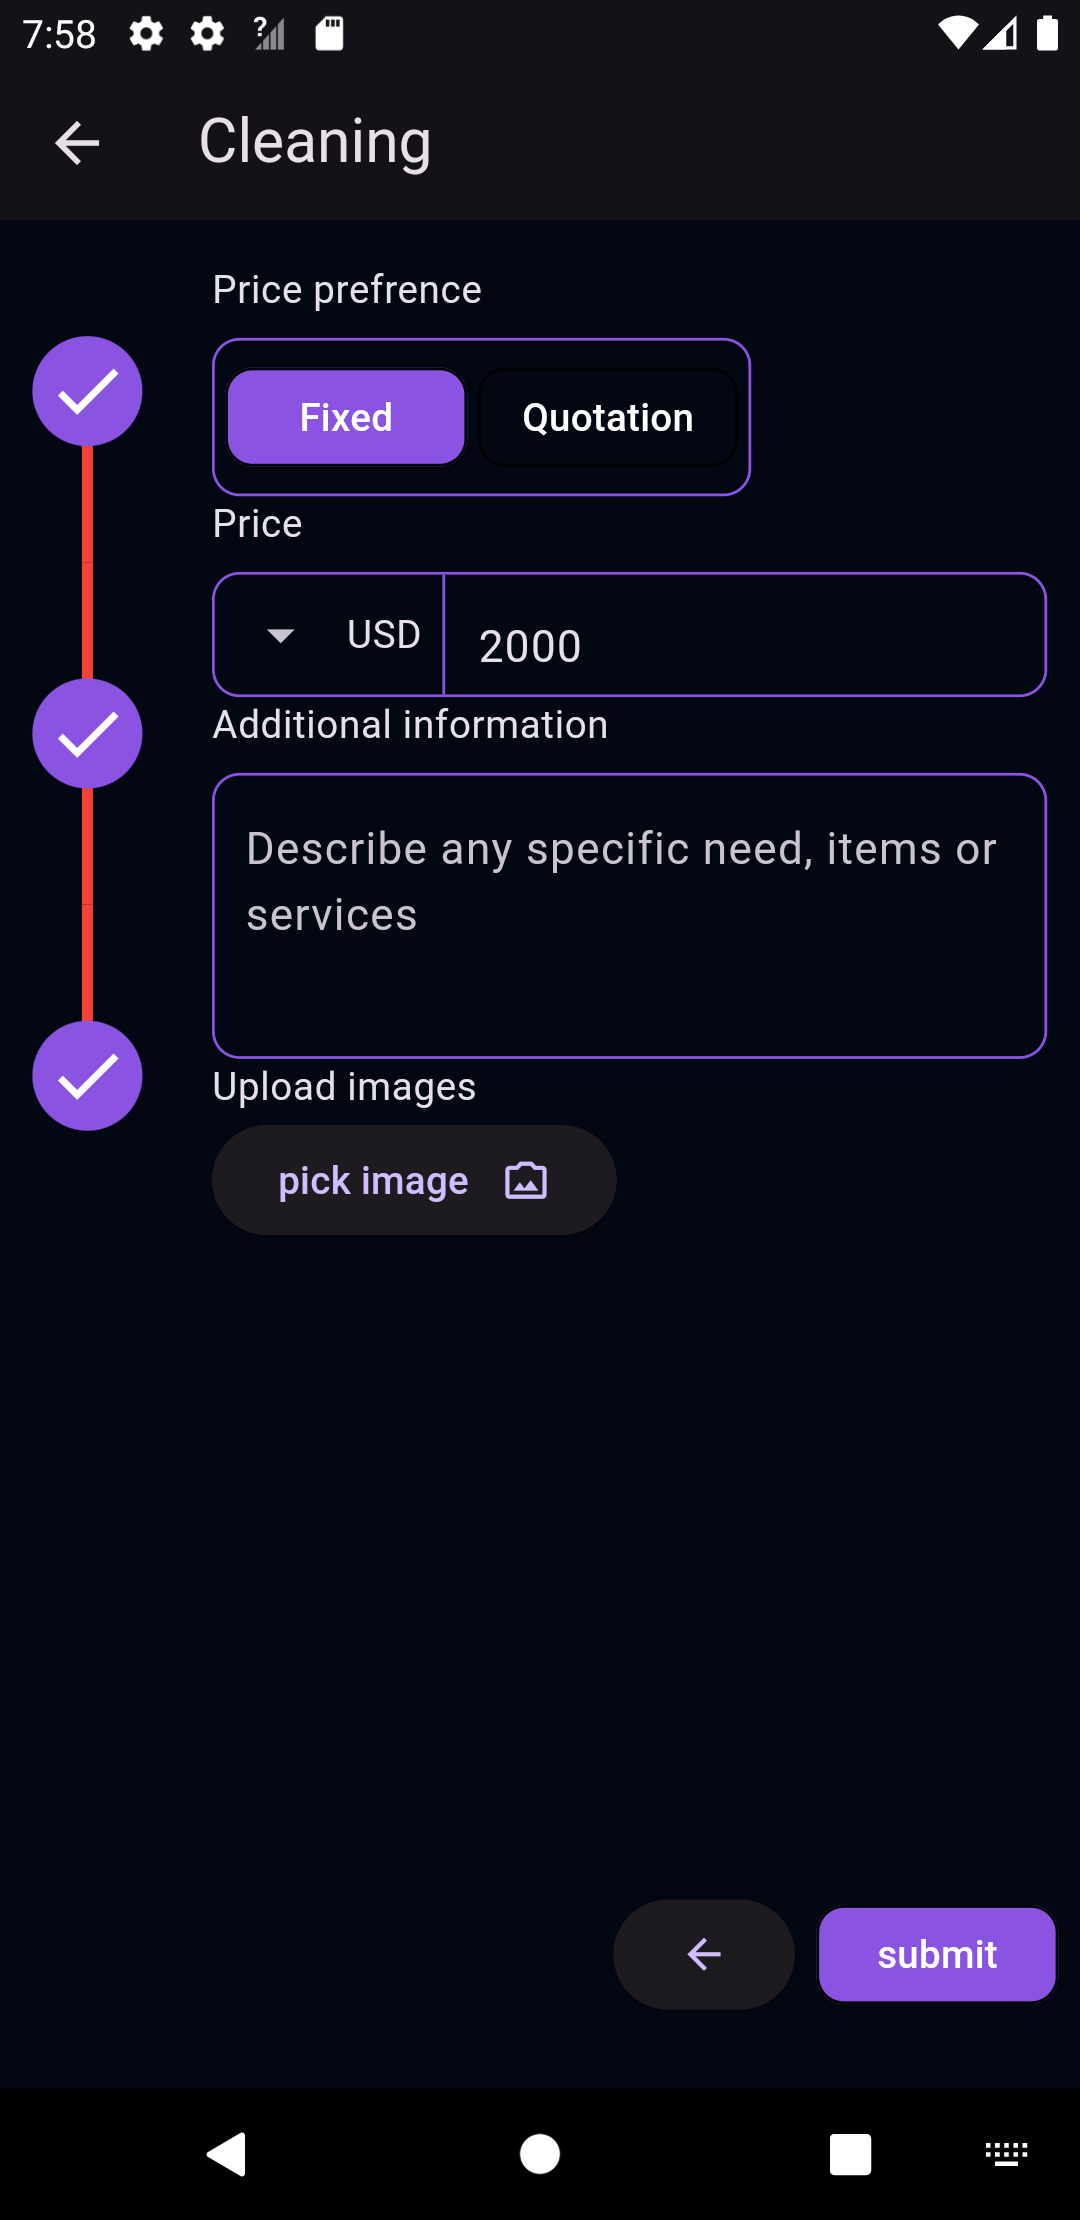 7:58
Cleaning
Price prefrence
Fixed
Quotation
Price
USD
2000
Additional information
Describe any specific need, items or
services
Upload images
pick image
submit